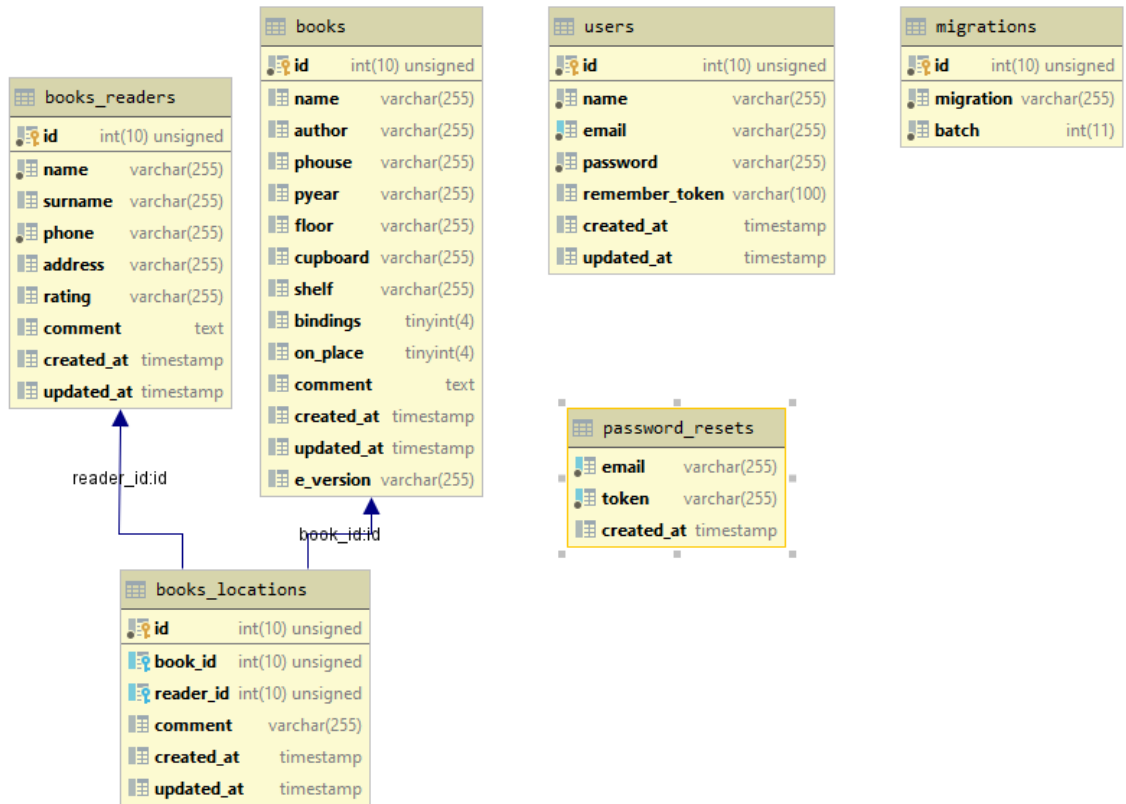 books_readers
id int(10) unsigned
name varchar(255)
surname varchar(255)
phone varchar(255)
address varchar(255)
rating varchar(255)
comment text
created_at timestamp
updated_at timestamp
books
id int(10) unsigned
name varchar(255)
author varchar(255)
phouse varchar(255)
pyear varchar(255)
floor varchar(255)
cupboard varchar(255)
shelf varchar(255)
bindings tinyint(4)
on_place tinyint(4)
comment text
created_at timestamp
updated_at timestamp
e_version varchar(255)
users
id int(10) unsigned
name varchar(255)
email varchar(255)
password varchar(255)
remember_token varchar(100)
created_at timestamp
updated_at timestamp
migrations
id int(10) unsigned
migration varchar(255)
batch int(11)
password_resets
email varchar(255)
token varchar(255)
created_at timestamp
reader_id:id
book_id:id
books_locations
id int(10) unsigned
book_id int(10) unsigned
reader_id int(10) unsigned
comment varchar(255)
created_at timestamp
updated_at timestamp